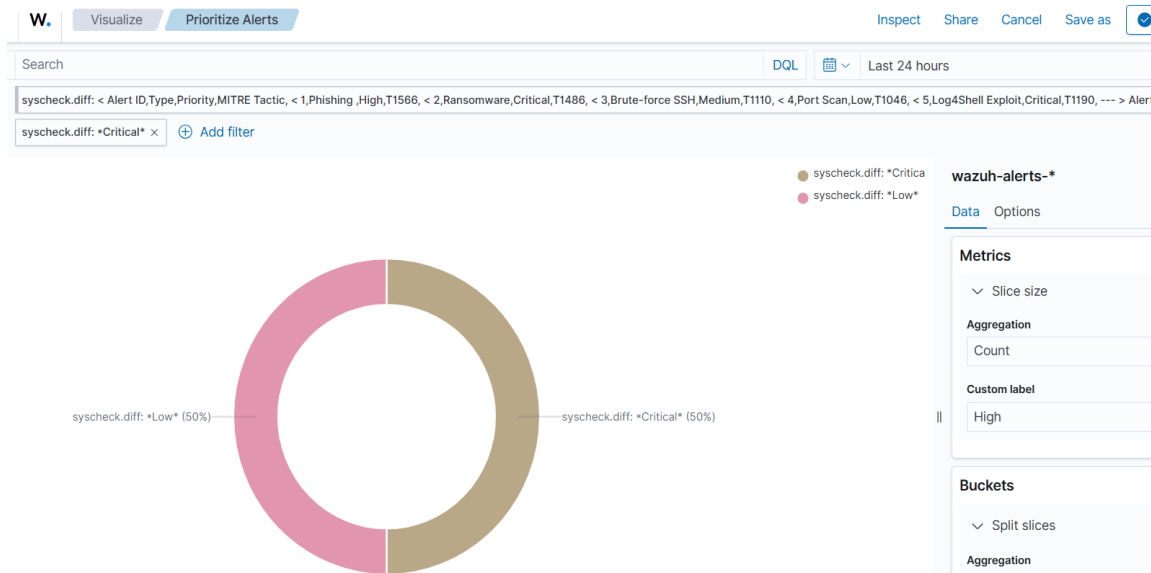 W. Visualize Prioritize Alerts Inspect Share Cancel Save as
Search DQL Last 24 hours
syscheck.diff: < Alert ID,Type,Priority,MITRE Tactic, < 1,Phishing ,High,T1566, < 2,Ransomware,Critical,T1486, < 3,Brute-force SSH,Medium,T1110, < 4,Port Scan,Low,T1046, < 5,Log4Shell Exploit,Critical,T1190, --- > Alert
syscheck.diff: *Critical* × Add filter
syscheck.diff: *Critica
syscheck.diff: *Low*
syscheck.diff: *Low* (50%)
syscheck.diff: *Critical* (50%)
wazuh-alerts-*
Data Options
Metrics
Slice size
Aggregation
Count
Custom label
High
Buckets
Split slices
Aggregation